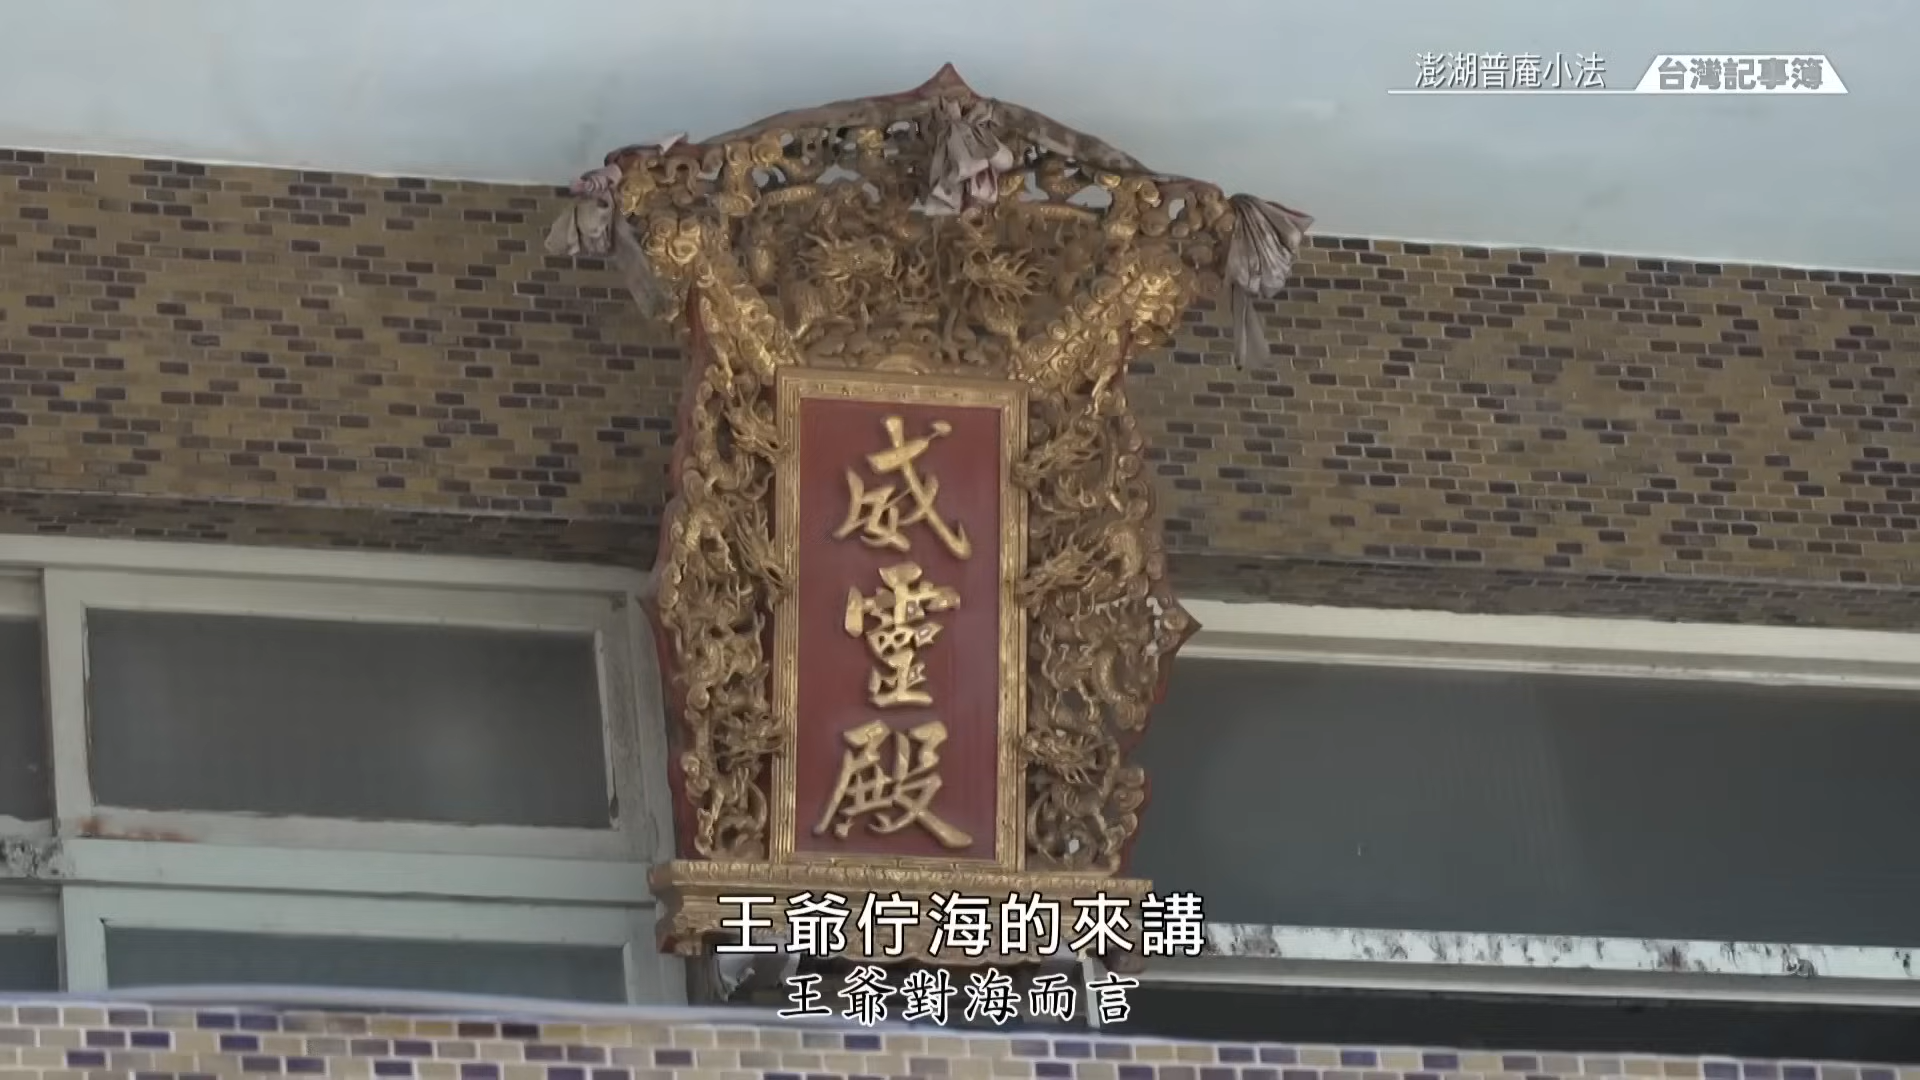 澎湖普庵小法 台灣記事簿
威靈殿
王爺佇海的來講
王爺對海而言